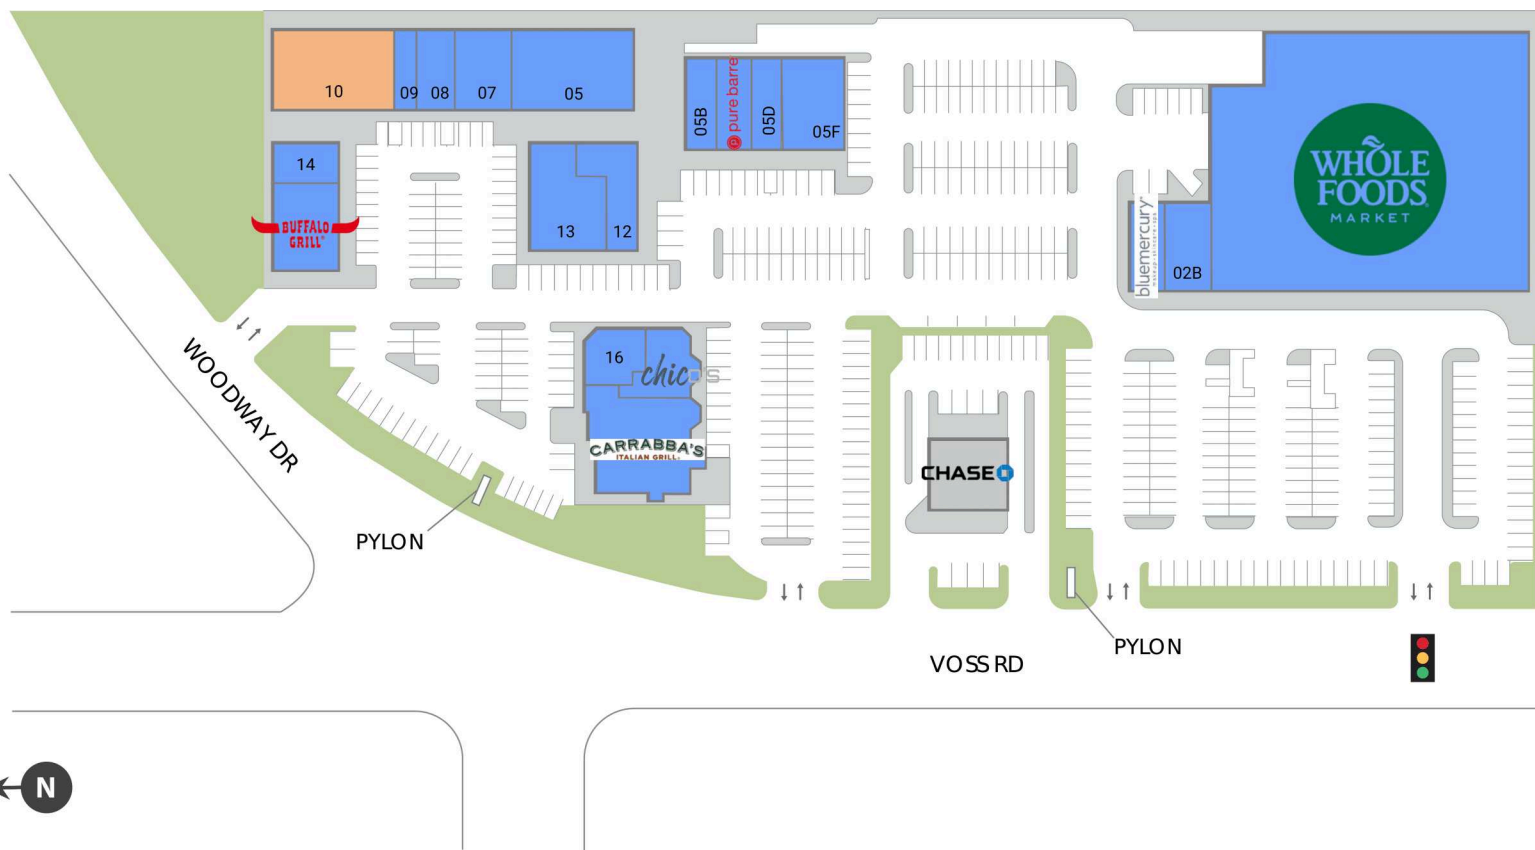 10
09
08
07
05
05B
pure barre
05D
05F
WHOLE
FOODS
MARKET
14
BUFFALO
GRILL
13
12
bluemercury
02B
16
chico's
CARRABBA'S
ITALIAN GRILL
CHASE
WOODWAY DR
PYLON
PYLON
VOSS RD
N